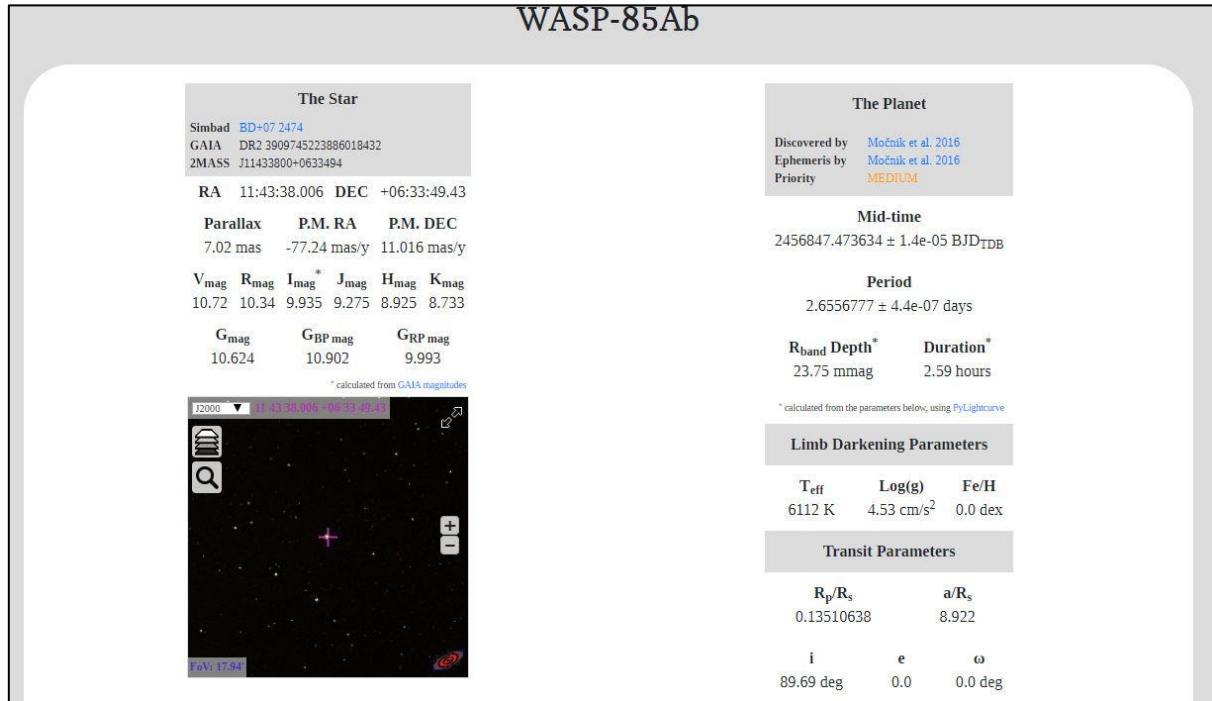 WASP-85Ab
The Star
Simbad BD+07 2474
GAIA DR2 3909745223886018432
2MASS J11433800+0633494
RA 11:43:38.006 DEC +06:33:49.43
Parallax P.M. RA P.M. DEC
7.02 mas -77.24 mas/y 11.016 mas/y
Vmag Rmag Imag* Jmag Hmag Kmag
10.72 10.34 9.935 9.275 8.925 8.733
Gmag GBP mag GRP mag
10.624 10.902 9.993
* calculated from GAIA magnitudes
J2000 ▼ 11 43 38.006 +06 33 49.43
+
−
FoV: 17.94'
The Planet
Discovered by Močnik et al. 2016
Ephemeris by Močnik et al. 2016
Priority MEDIUM
Mid-time
2456847.473634 ± 1.4e-05 BJDTDB
Period
2.6556777 ± 4.4e-07 days
Rband Depth* Duration*
23.75 mmag 2.59 hours
* calculated from the parameters below, using PyLightcurve
Limb Darkening Parameters
Teff Log(g) Fe/H
6112 K 4.53 cm/s² 0.0 dex
Transit Parameters
Rp/Rs a/Rs
0.13510638 8.922
i e ω
89.69 deg 0.0 0.0 deg